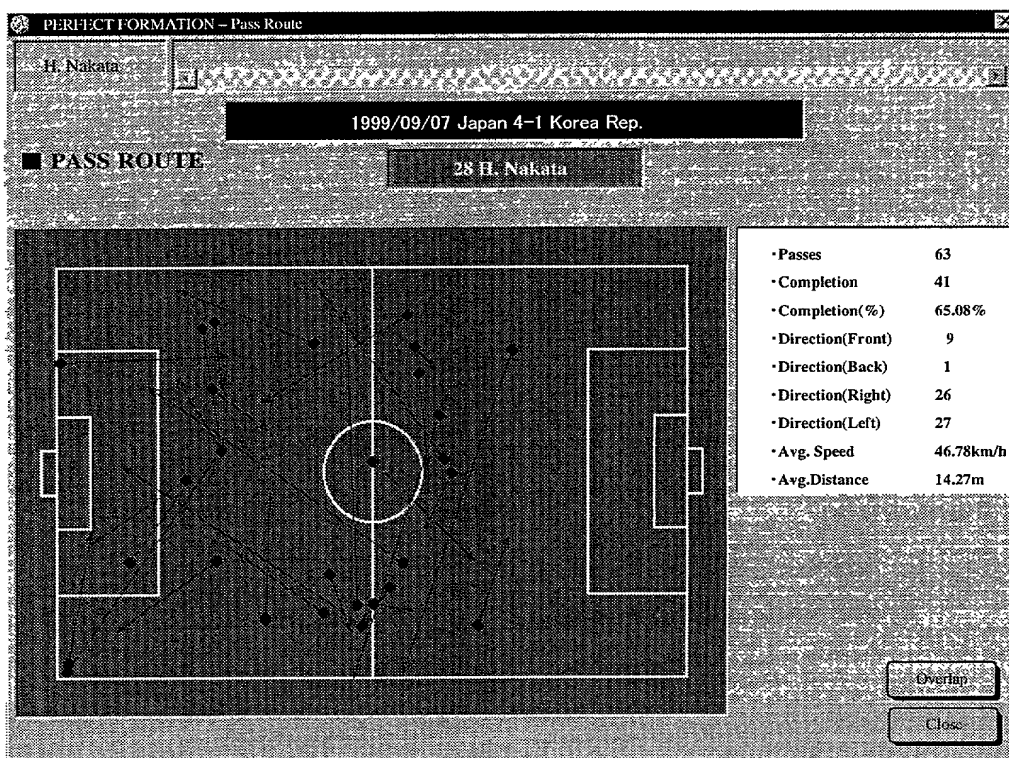 PERFECT FORMATION – Pass Route
H. Nakata
1999/09/07 Japan 4-1 Korea Rep.
■ PASS ROUTE
28 H. Nakata
・Passes 63
・Completion 41
・Completion(%) 65.08%
・Direction(Front) 9
・Direction(Back) 1
・Direction(Right) 26
・Direction(Left) 27
・Avg. Speed 46.78km/h
・Avg.Distance 14.27m
Overlap
Close